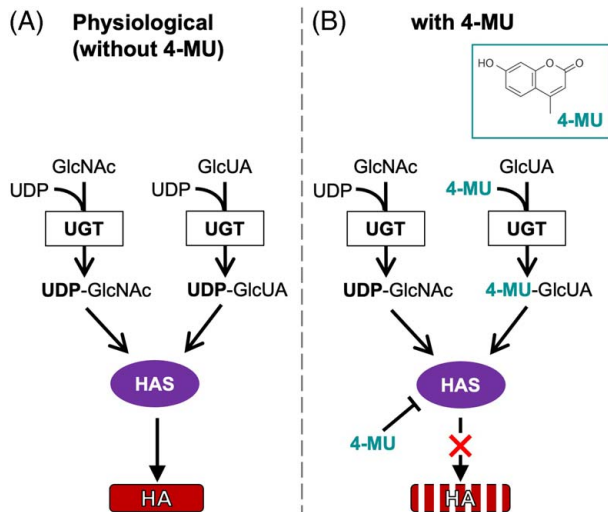 (A) Physiological
(without 4-MU)
GlcNAc
GlcUA
UDP
UDP
UGT
UGT
UDP-GlcNAc
UDP-GlcUA
HAS
HA
(B) with 4-MU
HO
O
O
4-MU
GlcNAc
GlcUA
UDP
4-MU
UGT
UGT
UDP-GlcNAc
4-MU-GlcUA
HAS
4-MU
HA